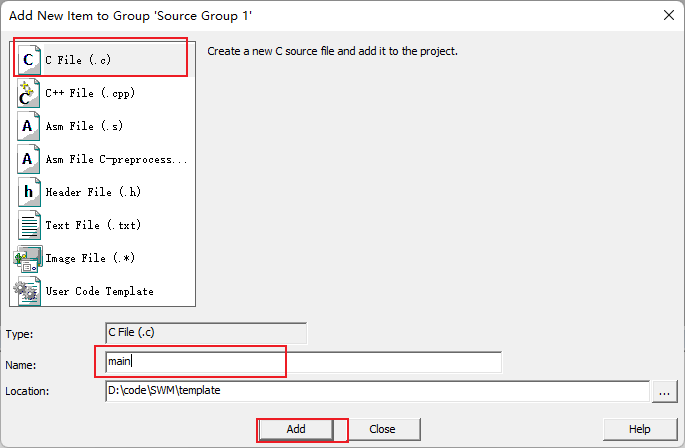 Add New Item to Group 'Source Group 1'
C File (.c)
Create a new C source file and add it to the project.
C++ File (.cpp)
Asm File (.s)
Asm File C-preprocess...
Header File (.h)
Text File (.txt)
Image File (.*)
User Code Template
Type:
C File (.c)
Name:
main
Location:
D:\code\SWM\template
...
Add
Close
Help